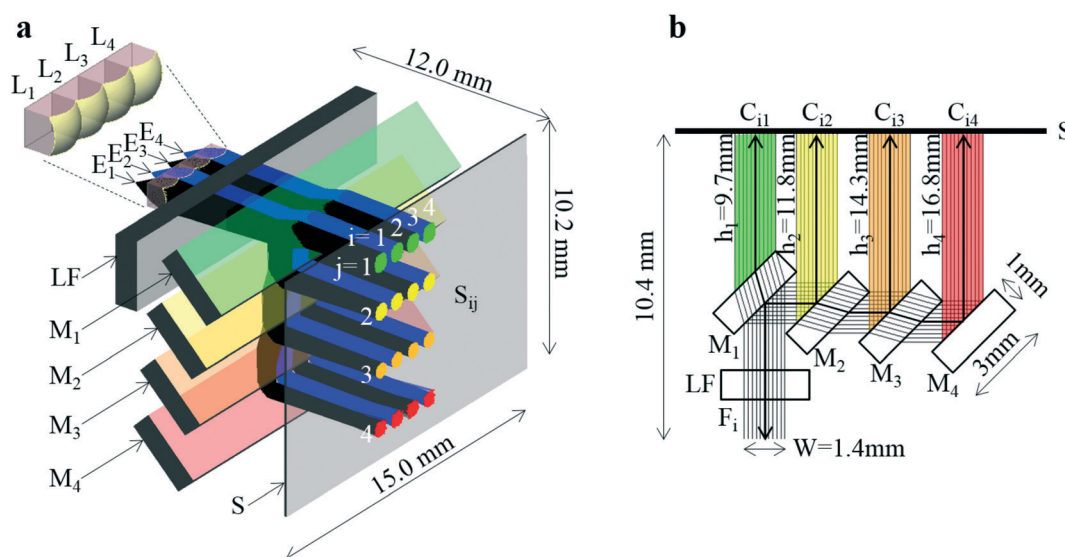 a
L₁
L₂
L₃
L₄
E₁
E₂
E₃
E₄
LF
M₁
M₂
M₃
M₄
i= 1
2
3
4
j= 1
2
3
4
Sᵢⱼ
S
12.0 mm
10.2 mm
15.0 mm
b
Cᵢ₁
Cᵢ₂
Cᵢ₃
Cᵢ₄
S
10.4 mm
h₁=9.7mm
h₂=11.8mm
h₃=14.3mm
h₄=16.8mm
M₁
M₂
M₃
M₄
1mm
3mm
LF
Fᵢ
W=1.4mm